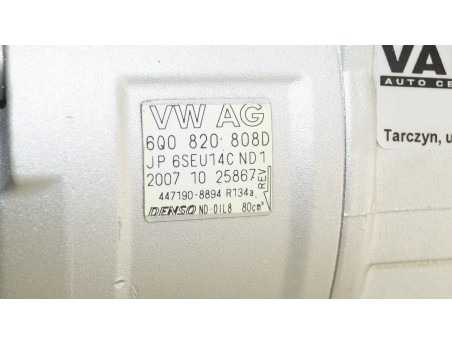 VW AG
6Q0 820 808D
JP 6SEU14C ND1
2007 10 25867
REV
447190-8894 R134a
DENSO ND-OIL8 80cm³
VA
AUTO CE
Tarczyn, u